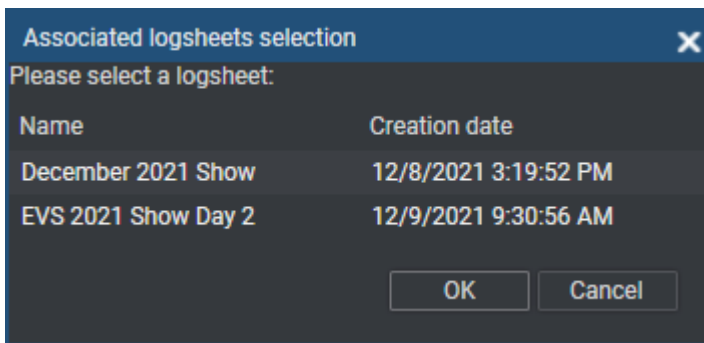 Associated logsheets selection
Please select a logsheet:
Name Creation date
December 2021 Show 12/8/2021 3:19:52 PM
EVS 2021 Show Day 2 12/9/2021 9:30:56 AM
OK Cancel